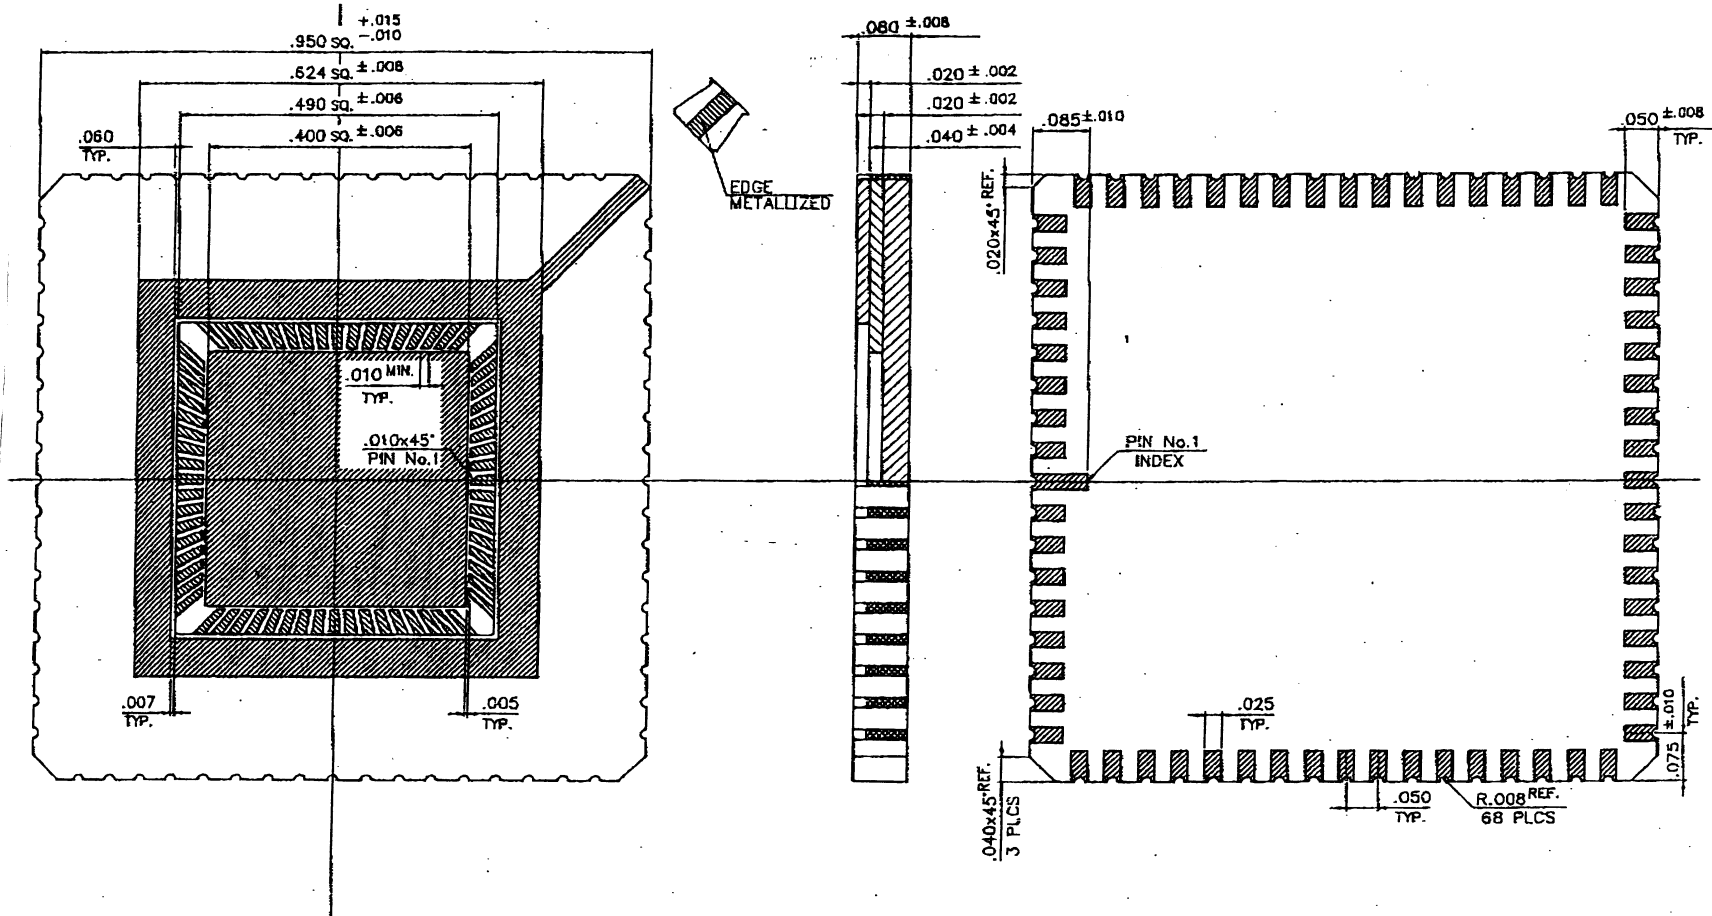 +.015
.950 SQ. -.010
.624 SQ. ±.008
.490 SQ. ±.006
.400 SQ. ±.006
.060
TYP.
EDGE
METALLIZED
.010 MIN.
TYP.
.010x45°
PIN No.1
.007
TYP.
.005
TYP.
.080 ±.008
.020 ±.002
.020 ±.002
.040 ±.004
.085±.010
.050 ±.008
TYP.
.020x45° REF.
PIN No.1
INDEX
.025
TYP.
.040x45° REF.
3 PLCS
.050
TYP.
R.008 REF.
68 PLCS
.075 ±.010
TYP.